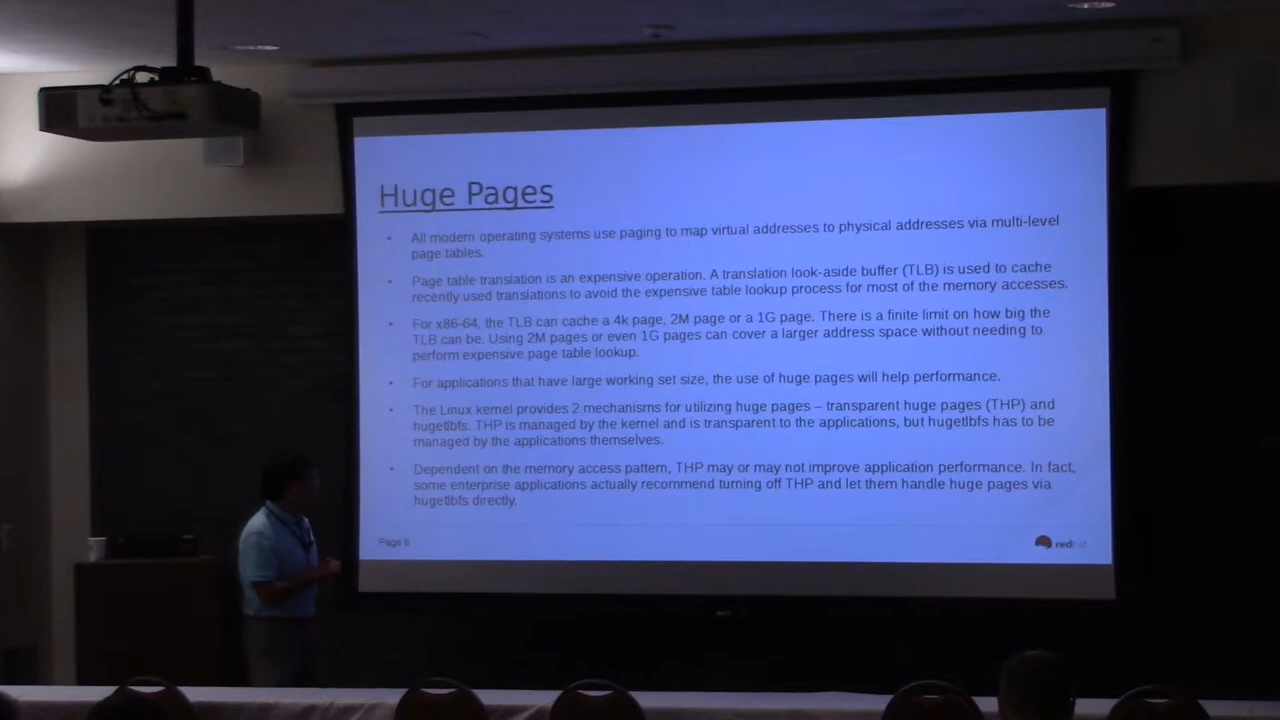 Huge Pages
• All modern operating systems use paging to map virtual addresses to physical addresses via multi-level
page tables.
• Page table translation is an expensive operation. A translation look-aside buffer (TLB) is used to cache
recently used translations to avoid the expensive table lookup process for most of the memory accesses.
• For x86-64, the TLB can cache a 4k page, 2M page or a 1G page. There is a finite limit on how big the
TLB can be. Using 2M pages or even 1G pages can cover a larger address space without needing to
perform expensive page table lookup.
• For applications that have large working set size, the use of huge pages will help performance.
• The Linux kernel provides 2 mechanisms for utilizing huge pages – transparent huge pages (THP) and
hugetlbfs. THP is managed by the kernel and is transparent to the applications, but hugetlbfs has to be
managed by the applications themselves.
• Dependent on the memory access pattern, THP may or may not improve application performance. In fact,
some enterprise applications actually recommend turning off THP and let them handle huge pages via
hugetlbfs directly.
Page 6
redhat